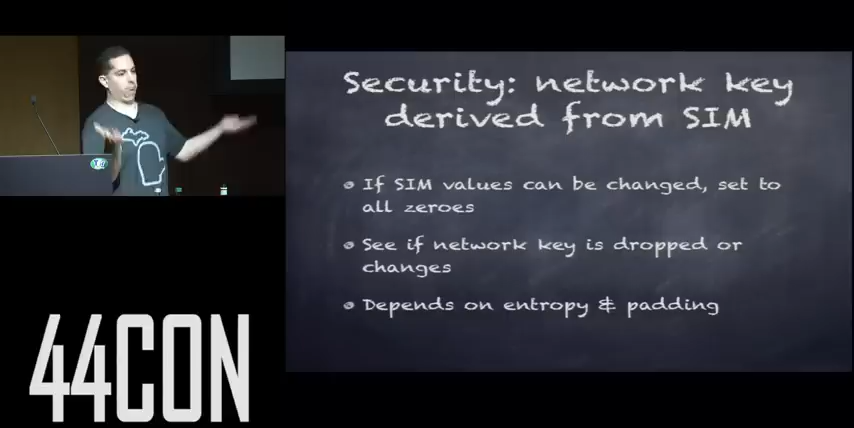 Security: network key
derived from SIM
If SIM values can be changed, set to
all zeroes
See if network key is dropped or
changes
Depends on entropy & padding
44CON